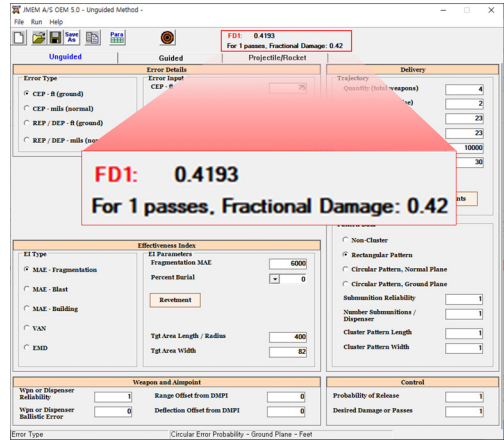 JMEM A/S OEM 5.0 - Unguided Method -
File Run Help
Save As
Para
FD1: 0.4193
For 1 passes, Fractional Damage: 0.42
Unguided
Guided
Projectile/Rocket
Error Details
Error Type
CEP - ft (ground)
CEP - mils (normal)
REP / DEP - ft (ground)
REP / DEP - mils (nor
Error Input
CEP - ft
75
Delivery
Trajectory
Quantity (total weapons)
4
2
23
23
10000
30
FD1: 0.4193
For 1 passes, Fractional Damage: 0.42
nts
Effectiveness Index
EI Type
MAE - Fragmentation
MAE - Blast
MAE - Building
VAN
EMD
EI Parameters
Fragmentation MAE 6000
Percent Burial 0
Revetment
Tgt Area Length / Radius 400
Tgt Area Width 82
Non-Cluster
Rectangular Pattern
Circular Pattern, Normal Plane
Circular Pattern, Ground Plane
Submunition Reliability 1
Number Submunitions /
Dispenser 1
Cluster Pattern Length 1
Cluster Pattern Width 1
Weapon and Aimpoint
Wpn or Dispenser
Reliability 1
Range Offset from DMPI 0
Wpn or Dispenser
Ballistic Error 0
Deflection Offset from DMPI 0
Control
Probability of Release 1
Desired Damage or Passes 1
Error Type
Circular Error Probability - Ground Plane - Feet